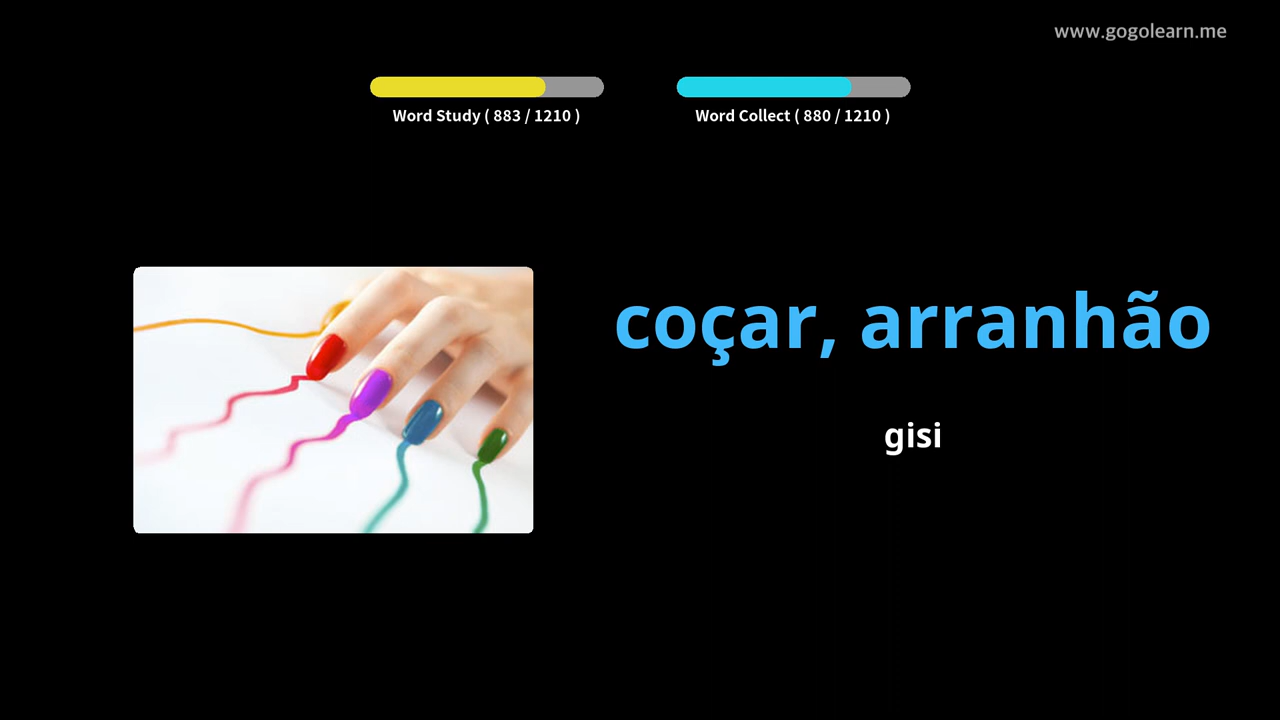 www.gogolearn.me
Word Study ( 883 / 1210 )
Word Collect ( 880 / 1210 )
coçar, arranhão
gisi